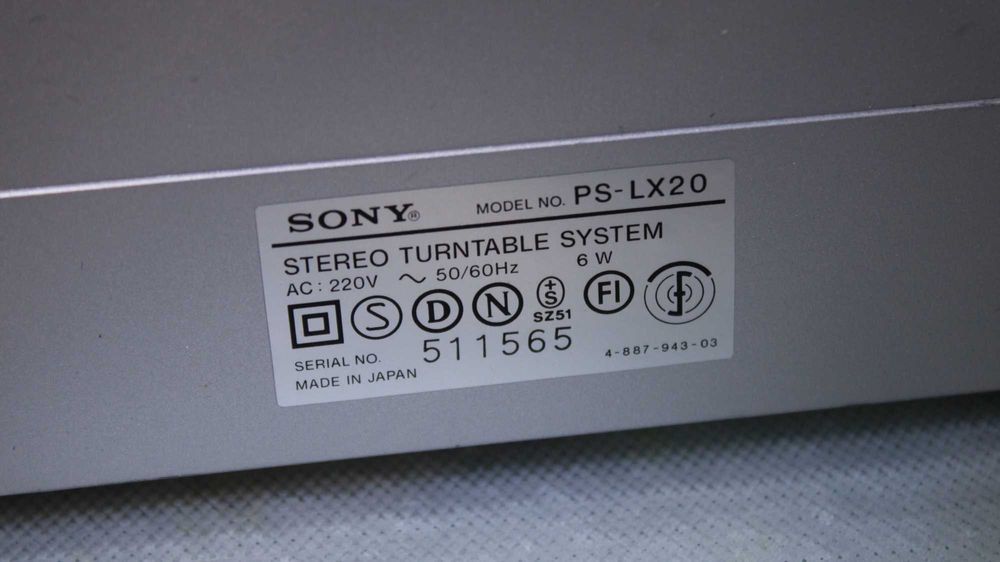 SONY® MODEL NO. PS-LX20
STEREO TURNTABLE SYSTEM
AC : 220V ~ 50/60Hz 6 W
S D N +S FI
SZ51
SERIAL NO. 511565 4-887-943-03
MADE IN JAPAN